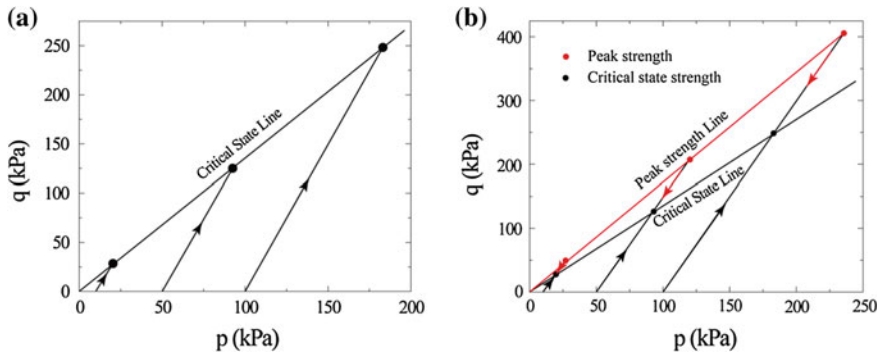 (a)
250
200
150
100
50
25
0
q (kPa)
Critical State Line
0
50
100
150
200
p (kPa)
(b)
400
300
200
100
0
q (kPa)
Peak strength
Critical state strength
Peak strength Line
Critical State Line
0
50
100
150
200
250
p (kPa)